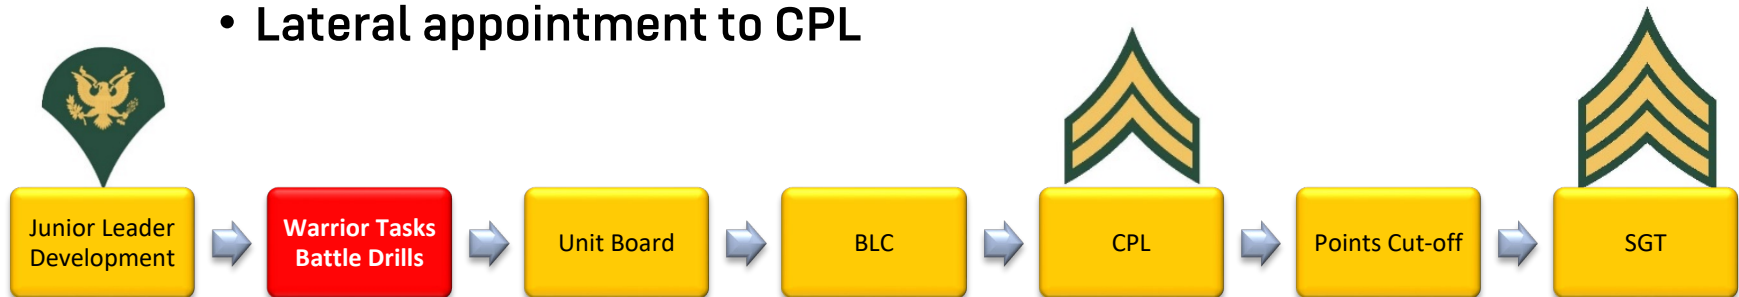 • Lateral appointment to CPL
Junior Leader
Development
Warrior Tasks
Battle Drills
Unit Board
BLC
CPL
Points Cut-off
SGT